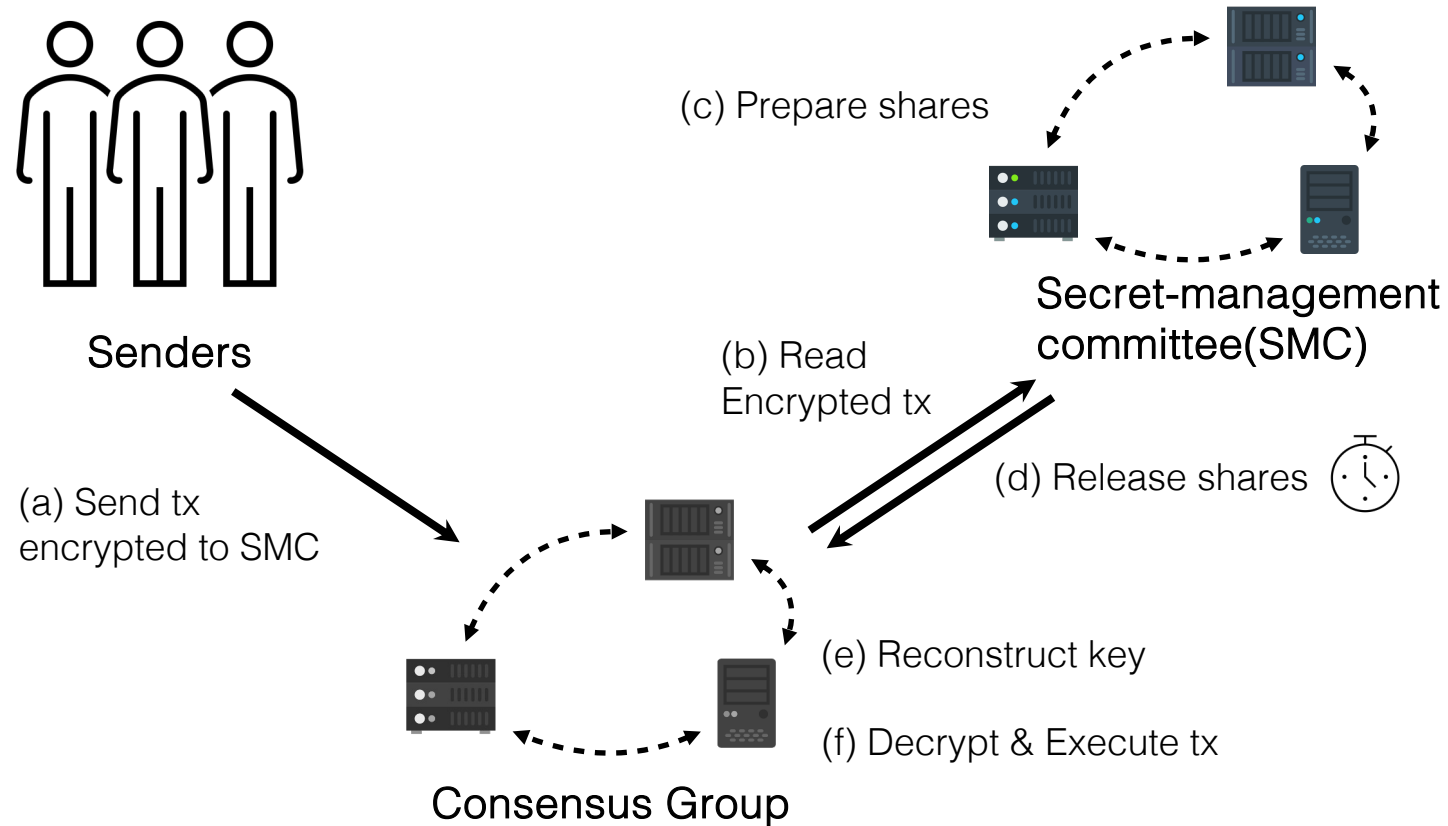 (c) Prepare shares
Secret-management
committee(SMC)
Senders
(b) Read
Encrypted tx
(d) Release shares
(a) Send tx
encrypted to SMC
(e) Reconstruct key
(f) Decrypt & Execute tx
Consensus Group